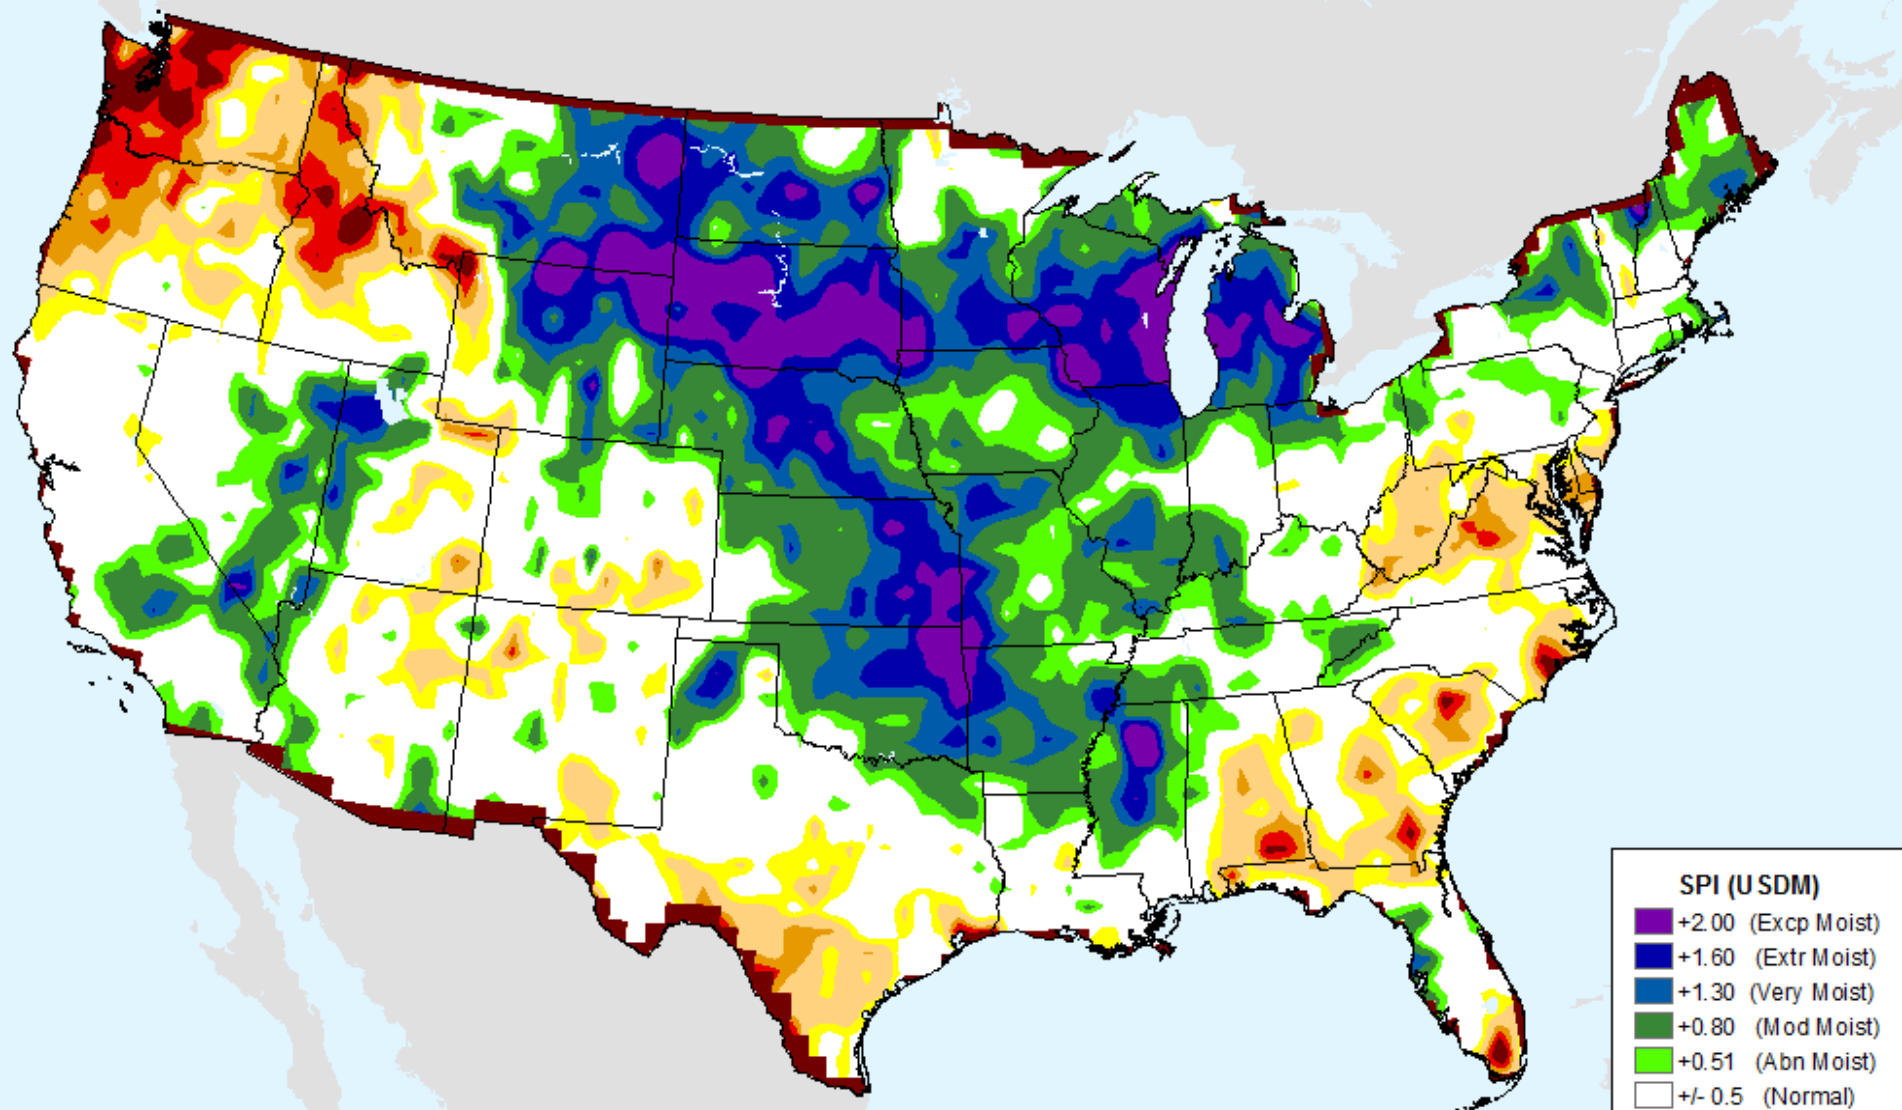 SPI (USDM)
+2.00 (Excp Moist)
+1.60 (Extr Moist)
+1.30 (Very Moist)
+0.80 (Mod Moist)
+0.51 (Abn Moist)
+/- 0.5 (Normal)